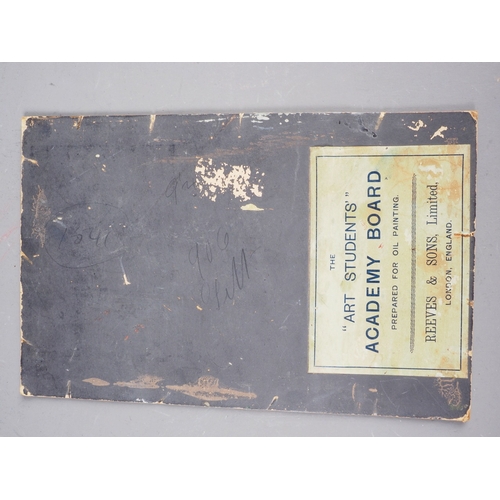 THE
"ART STUDENTS'"
ACADEMY BOARD
PREPARED FOR OIL PAINTING.
REEVES & SONS, Limited,
LONDON, ENGLAND.